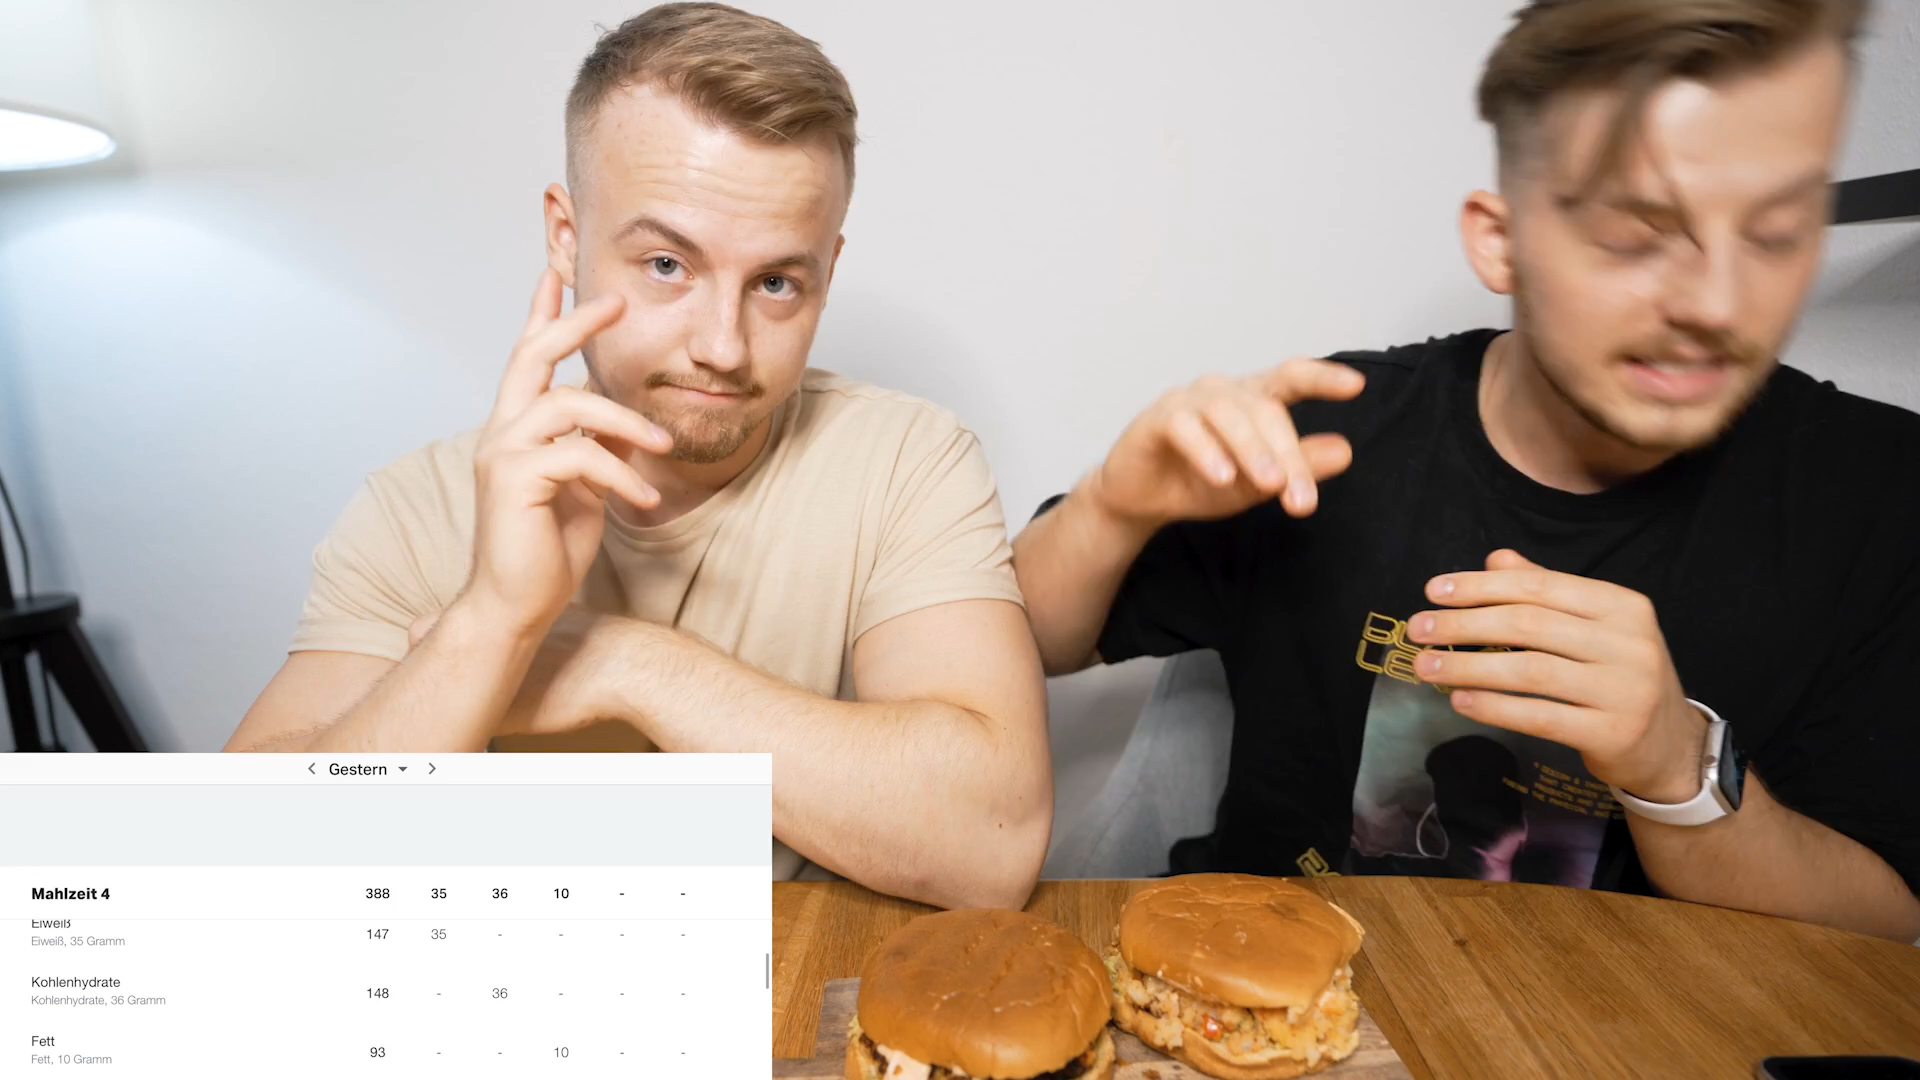 Gestern
Mahlzeit 4 388 35 36 10 - -
Eiweiß 147 35 - - - -
Eiweiß, 35 Gramm
Kohlenhydrate 148 - 36 - - -
Kohlenhydrate, 36 Gramm
Fett 93 - - 10 - -
Fett, 10 Gramm